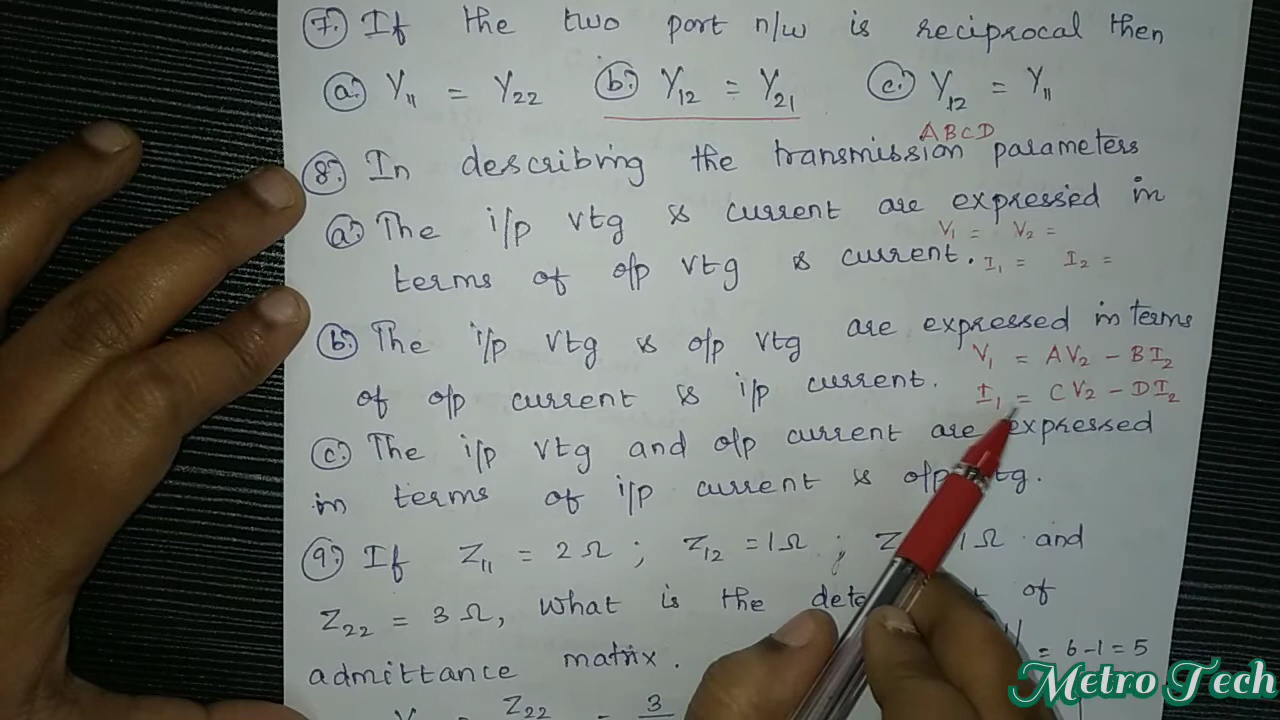 7. If the two port n/w is reciprocal then
a. Y11 = Y22 b. Y12 = Y21 c. Y12 = Y11
ABCD
8. In describing the transmission parameters
a. The i/p vtg & current are expressed in
V1 = V2 =
terms of o/p vtg & current. I1 = I2 =
b. The i/p vtg & o/p vtg are expressed in terms
V1 = AV2 - BI2
of o/p current & i/p current. I1 = CV2 - DI2
c. The i/p vtg and o/p current are expressed
in terms of i/p current & o/p
9. If Z11 = 2Ω ; Z12 = 1Ω ; 1Ω and
Z22 = 3Ω, What is the of
= 6-1 = 5
admittance matrix.
Z22 = 3
Metro Tech